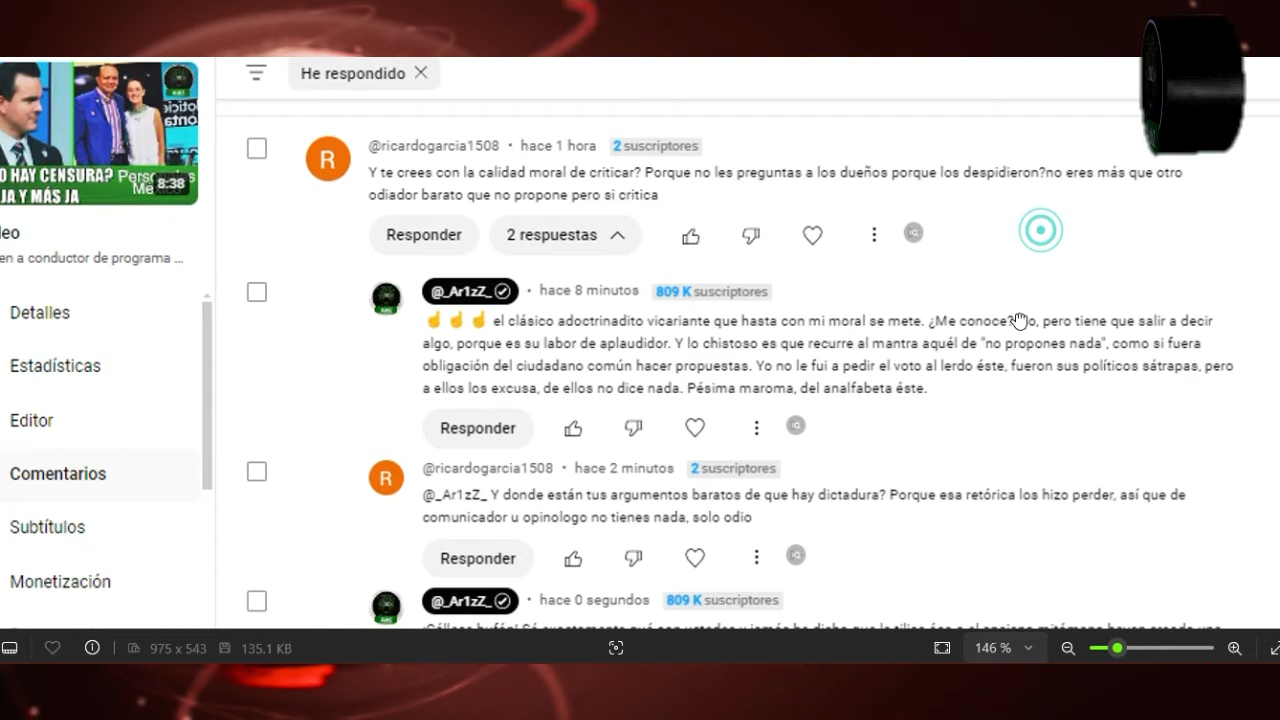 He respondido
O HAY CENSURA?
JA Y MÁS JA
8:38
eo
en a conductor de programa ...
Detalles
Estadísticas
Editor
Comentarios
Subtítulos
Monetización
@ricardogarcia1508 • hace 1 hora 2 suscriptores
Y te crees con la calidad moral de criticar? Porque no les preguntas a los dueños porque los despidieron?no eres más que otro
odiador barato que no propone pero si critica
Responder 2 respuestas
@_Ar1zZ_ • hace 8 minutos 809 K suscriptores
☝☝☝ el clásico adoctrinadito vicariante que hasta con mi moral se mete. ¿Me conoce? No, pero tiene que salir a decir
algo, porque es su labor de aplaudidor. Y lo chistoso es que recurre al mantra aquél de "no propones nada", como si fuera
obligación del ciudadano común hacer propuestas. Yo no le fui a pedir el voto al lerdo éste, fueron sus políticos sátrapas, pero
a ellos los excusa, de ellos no dice nada. Pésima maroma, del analfabeta éste.
Responder
@ricardogarcia1508 • hace 2 minutos 2 suscriptores
@_Ar1zZ_ Y donde están tus argumentos baratos de que hay dictadura? Porque esa retórica los hizo perder, así que de
comunicador u opinologo no tienes nada, solo odio
Responder
@_Ar1zZ_ • hace 0 segundos 809 K suscriptores
975 x 543 135.1 KB 146 %